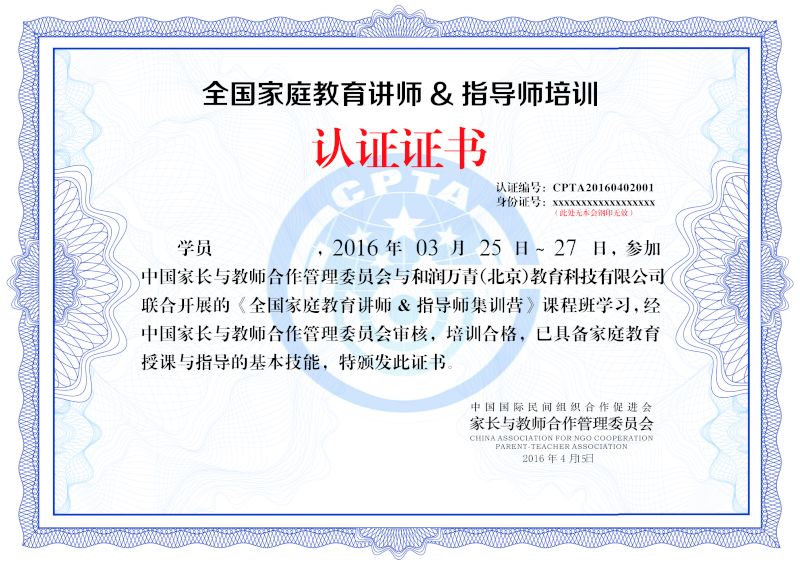 全国家庭教育讲师 & 指导师培训
认证证书
CPTA
认证编号：CPTA20160402001
身份证号：xxxxxxxxxxxxxxxxxx
（此处无本会钢印无效）
学员 ，2016 年 03 月 25 日~ 27 日，参加
中国家长与教师合作管理委员会与和润万青(北京)教育科技有限公司
联合开展的《全国家庭教育讲师 & 指导师集训营》课程班学习，经
中国家长与教师合作管理委员会审核，培训合格，已具备家庭教育
授课与指导的基本技能，特颁发此证书。
中国国际民间组织合作促进会
家长与教师合作管理委员会
CHINA ASSOCIATION FOR NGO COOPERATION
PARENT-TEACHER ASSOCIATION
2016 年 4 月15日